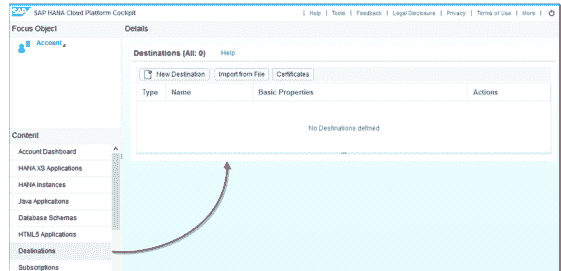 SAP SAP HANA Cloud Platform Cockpit
Help | Tools | Feedback | Legal Disclosure | Privacy | Terms of Use | More
Focus Object
Details
Account
Destinations (All: 0) Help
New Destination Import from File Certificates
Type Name Basic Properties Actions
No Destinations defined
Content
Account Dashboard
HANA XS Applications
HANA Instances
Java Applications
Database Schemas
HTML5 Applications
Destinations
Subscriptions